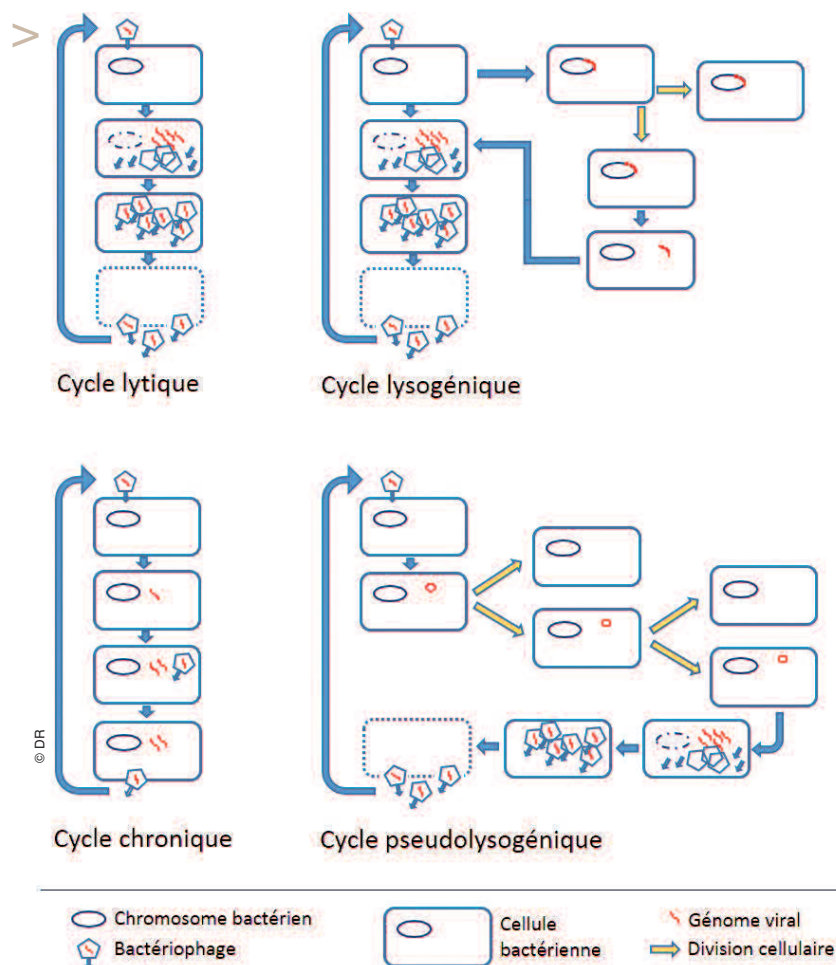 >
Cycle lytique
Cycle lysogénique
© DR
Cycle chronique
Cycle pseudolysogénique
Chromosome bactérien
Bactériophage
Cellule
bactérienne
Génome viral
Division cellulaire